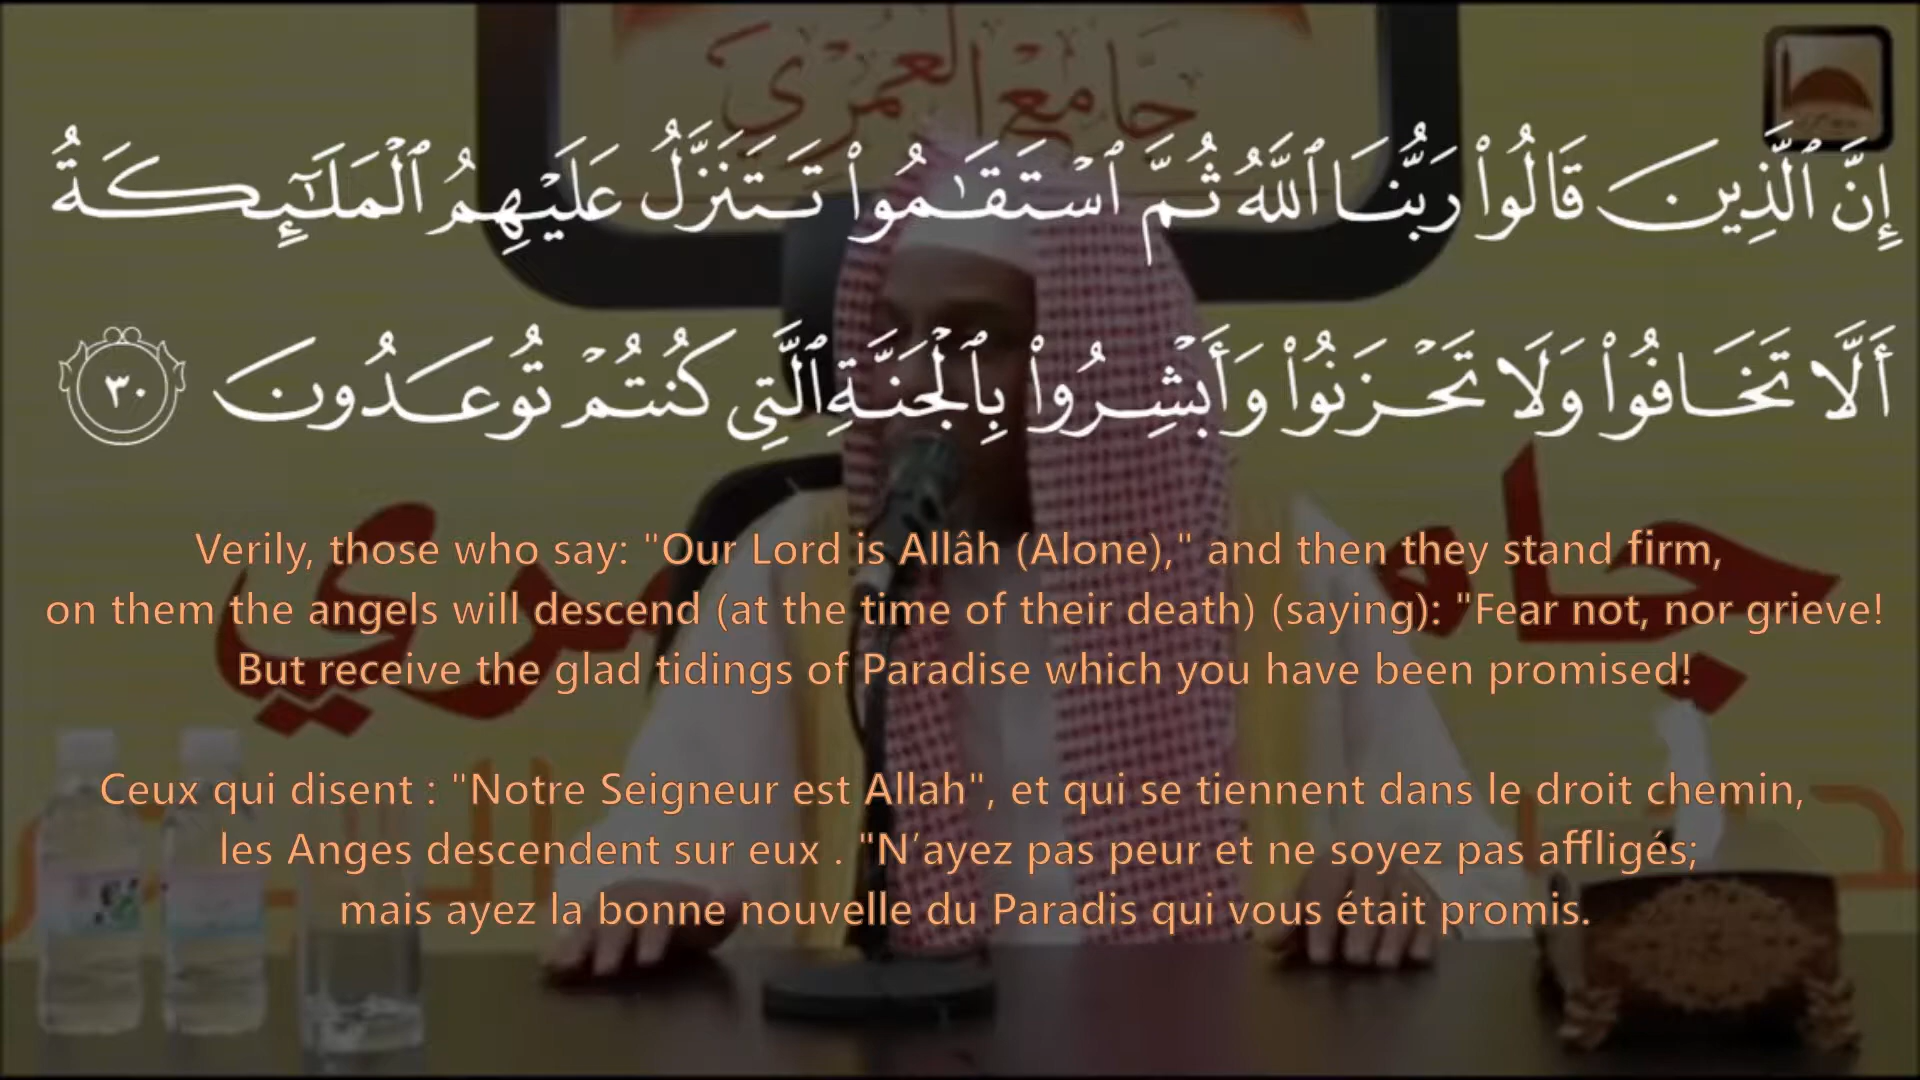 جامع العمري
إِنَّ ٱلَّذِينَ قَالُوا۟ رَبُّنَا ٱللَّهُ ثُمَّ ٱسْتَقَـٰمُوا۟ تَتَنَزَّلُ عَلَيْهِمُ ٱلْمَلَـٰٓئِكَةُ
أَلَّا تَخَافُوا۟ وَلَا تَحْزَنُوا۟ وَأَبْشِرُوا۟ بِٱلْجَنَّةِ ٱلَّتِى كُنتُمْ تُوعَدُونَ ٣٠
Verily, those who say: "Our Lord is Allâh (Alone)," and then they stand firm,
on them the angels will descend (at the time of their death) (saying): "Fear not, nor grieve!
But receive the glad tidings of Paradise which you have been promised!
Ceux qui disent : "Notre Seigneur est Allah", et qui se tiennent dans le droit chemin,
les Anges descendent sur eux . "N’ayez pas peur et ne soyez pas affligés;
mais ayez la bonne nouvelle du Paradis qui vous était promis.